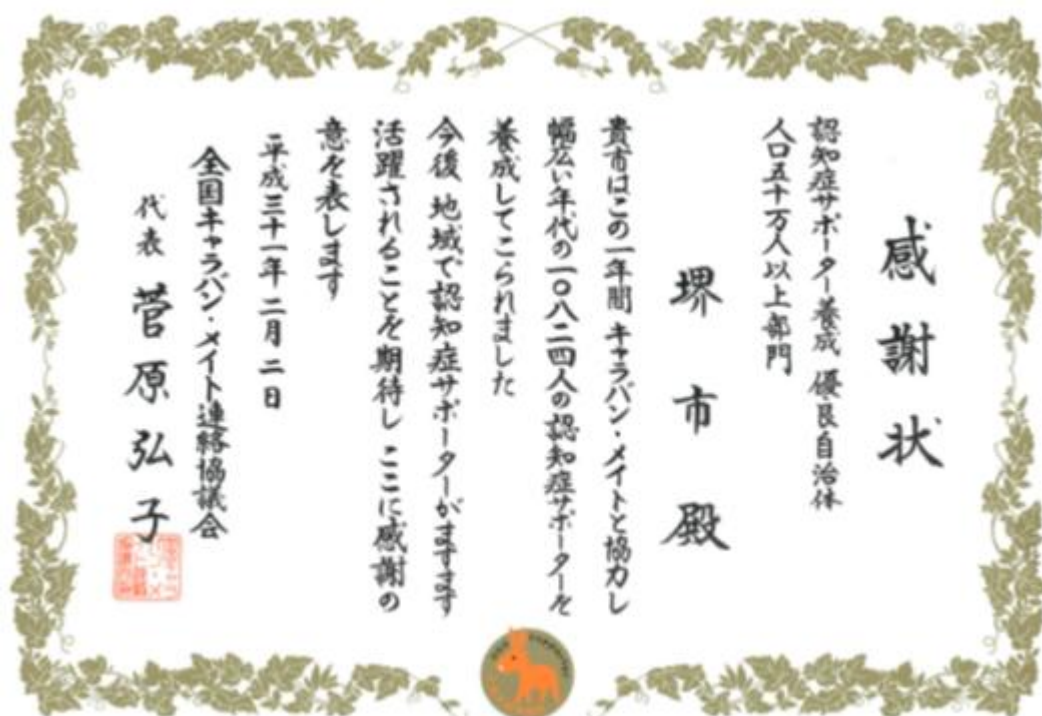 感謝状
認知症サポーター養成 優良自治体
人口五十万人以上部門
堺市殿
貴市はこの一年間 キャラバン・メイトと協力し
幅広い年代の一〇八二四人の認知症サポーターを
養成してこられました
今後 地域で認知症サポーターがますます
活躍されることを期待し ここに感謝の
意を表します
平成三十一年二月二日
全国キャラバン・メイト連絡協議会
代表 菅原弘子